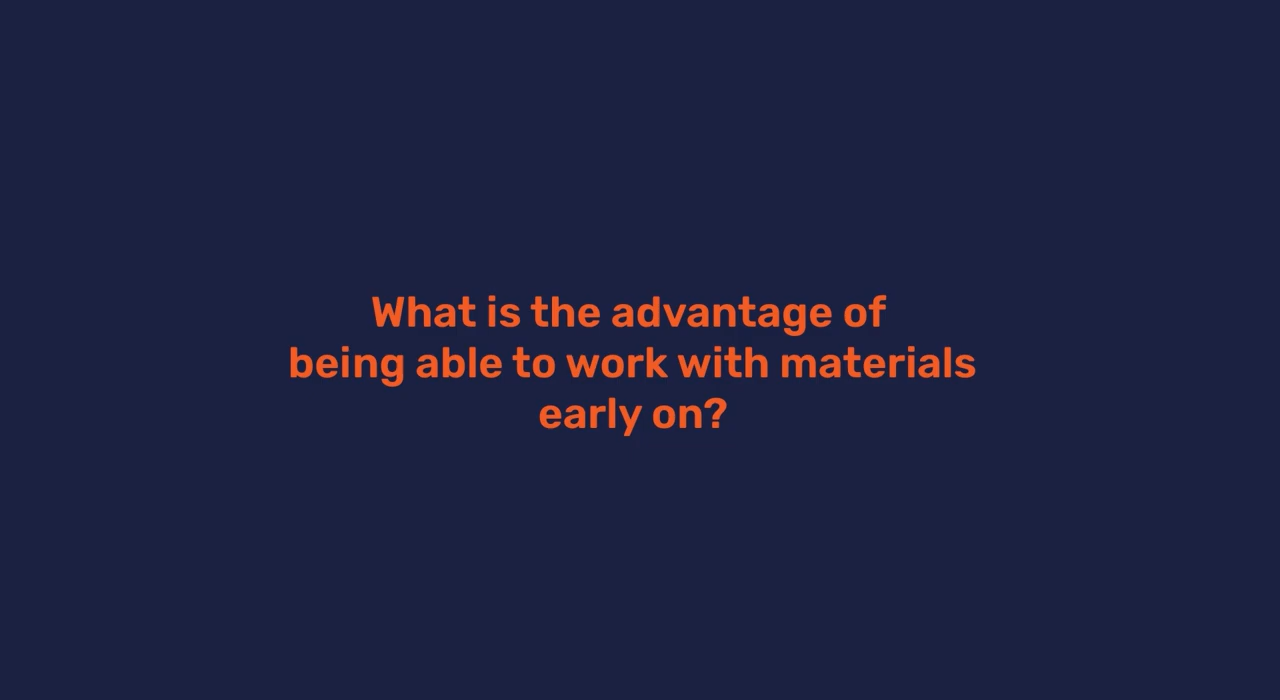 What is the advantage of
being able to work with materials
early on?